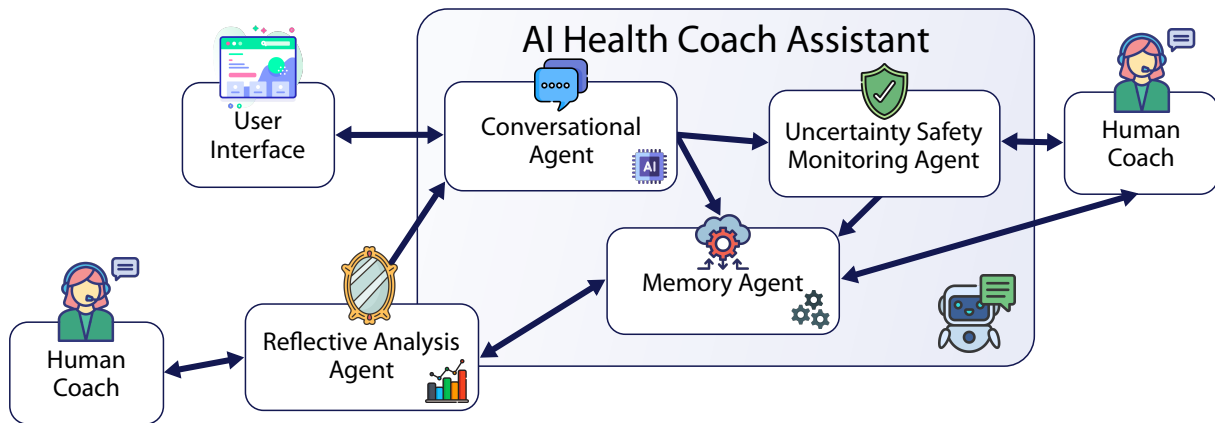 AI Health Coach Assistant
User
Interface
Conversational
Agent
AI
Uncertainty Safety
Monitoring Agent
Human
Coach
Memory Agent
Reflective Analysis
Agent
Human
Coach